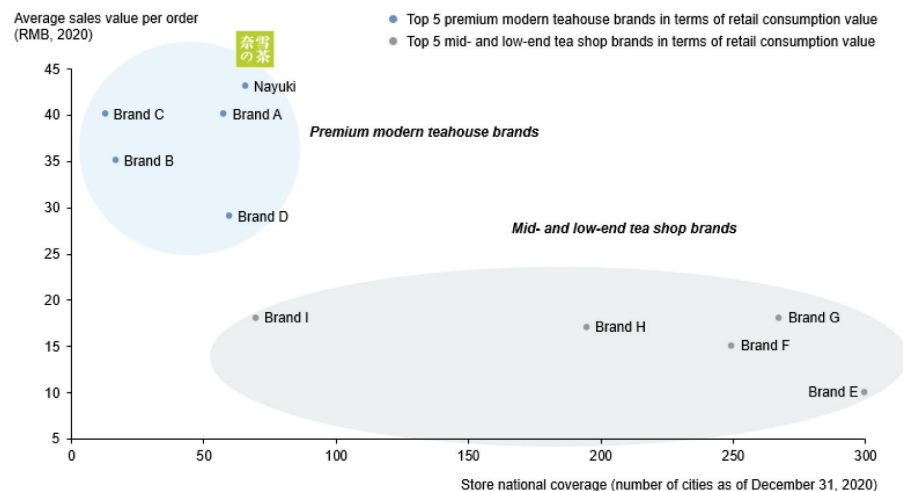 Average sales value per order
(RMB, 2020)
Top 5 premium modern teahouse brands in terms of retail consumption value
Top 5 mid- and low-end tea shop brands in terms of retail consumption value
奈雪
の茶
45
Nayuki
40
Brand C
Brand A
Premium modern teahouse brands
35
Brand B
30
Brand D
Mid- and low-end tea shop brands
25
20
Brand I
Brand H
Brand G
15
Brand F
10
Brand E
5
0
50
100
150
200
250
300
Store national coverage (number of cities as of December 31, 2020)